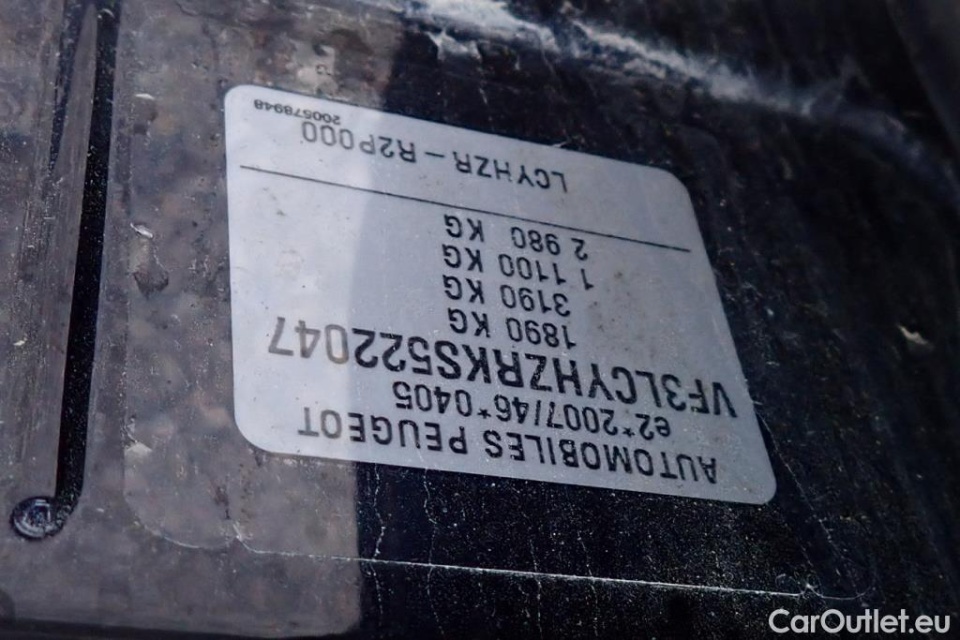 AUTOMOBILES PEUGEOT
e2*2007/46*0405
VF3LCYHZRKS522047
1890 KG
3190 KG
1 1100 KG
2 980 KG
LCYHZR - R2P000
200578948
CarOutlet.eu